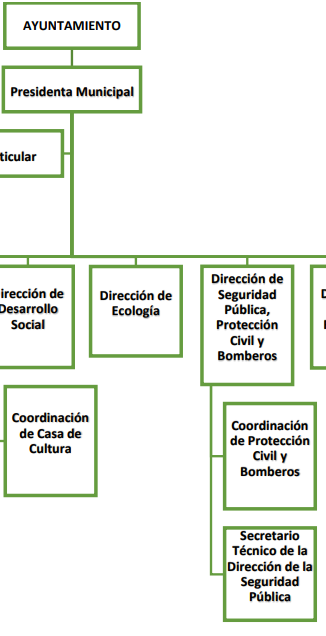 AYUNTAMIENTO
Presidenta Municipal
ticular
irección de
Desarrollo
Social
Dirección de
Ecología
Dirección de
Seguridad
Pública,
Protección
Civil y
Bomberos
D
Coordinación
de Casa de
Cultura
Coordinación
de Protección
Civil y
Bomberos
Secretario
Técnico de la
Dirección de la
Seguridad
Pública